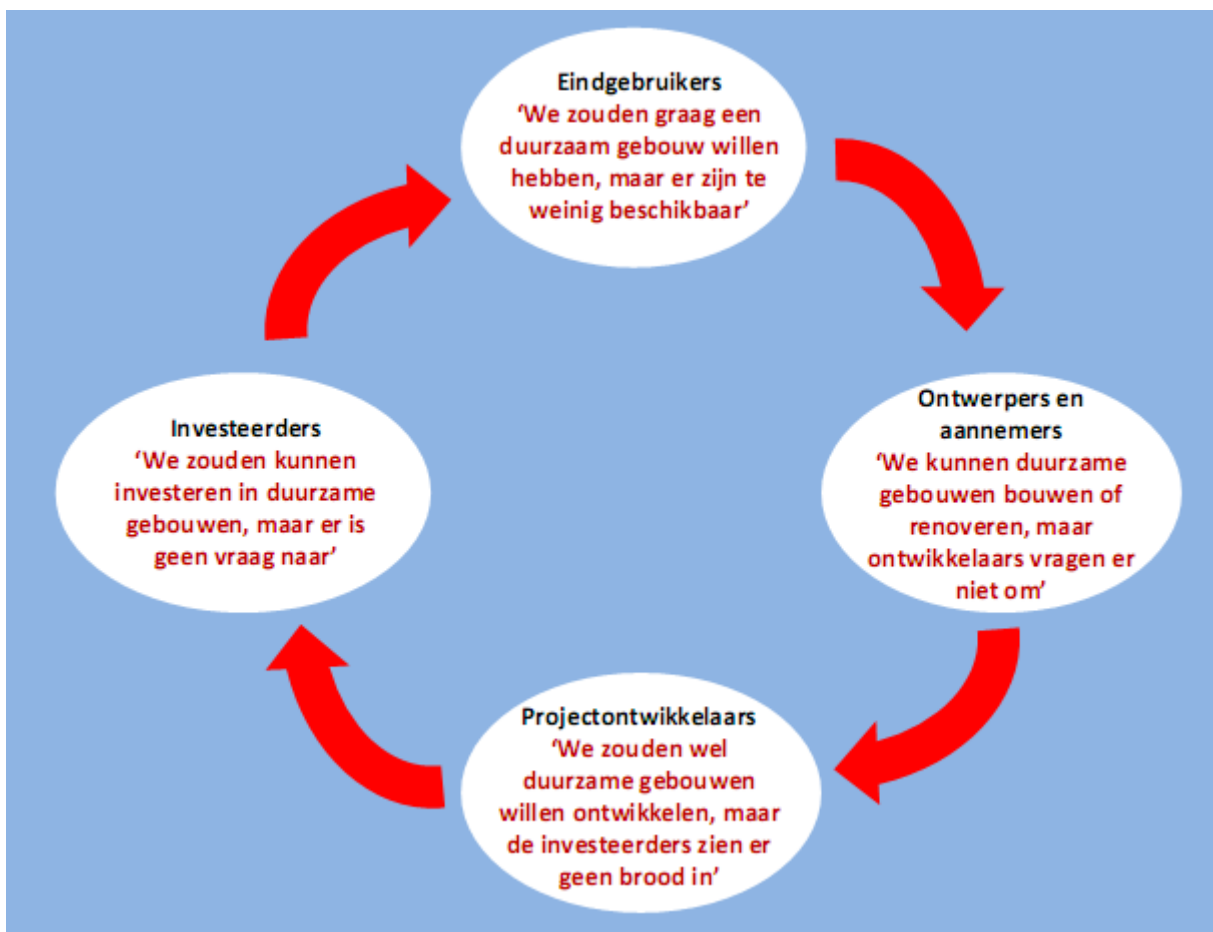 Eindgebruikers
‘We zouden graag een
duurzaam gebouw willen
hebben, maar er zijn te
weinig beschikbaar’
Ontwerpers en
aannemers
‘We kunnen duurzame
gebouwen bouwen of
renoveren, maar
ontwikkelaars vragen er
niet om’
Projectontwikkelaars
‘We zouden wel
duurzame gebouwen
willen ontwikkelen, maar
de investeerders zien er
geen brood in’
Investeerders
‘We zouden kunnen
investeren in duurzame
gebouwen, maar er is
geen vraag naar’